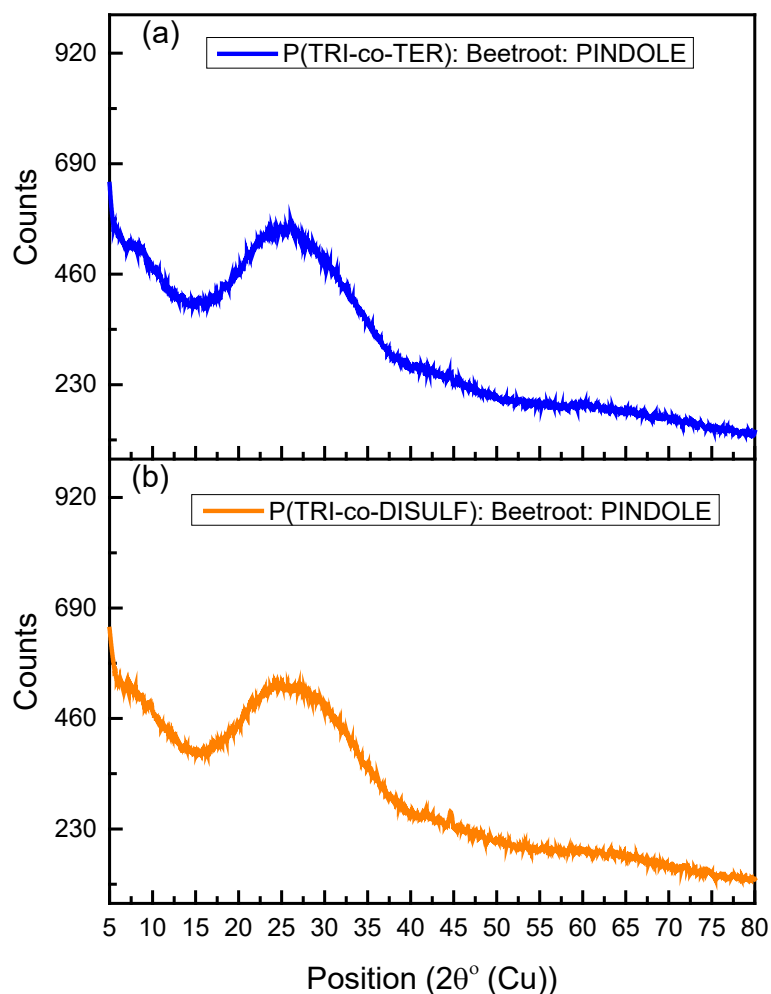 (a)
P(TRI-co-TER): Beetroot: PINDOLE
920
690
460
230
Counts
(b)
P(TRI-co-DISULF): Beetroot: PINDOLE
920
690
460
230
Counts
5 10 15 20 25 30 35 40 45 50 55 60 65 70 75 80
Position (2θ° (Cu))